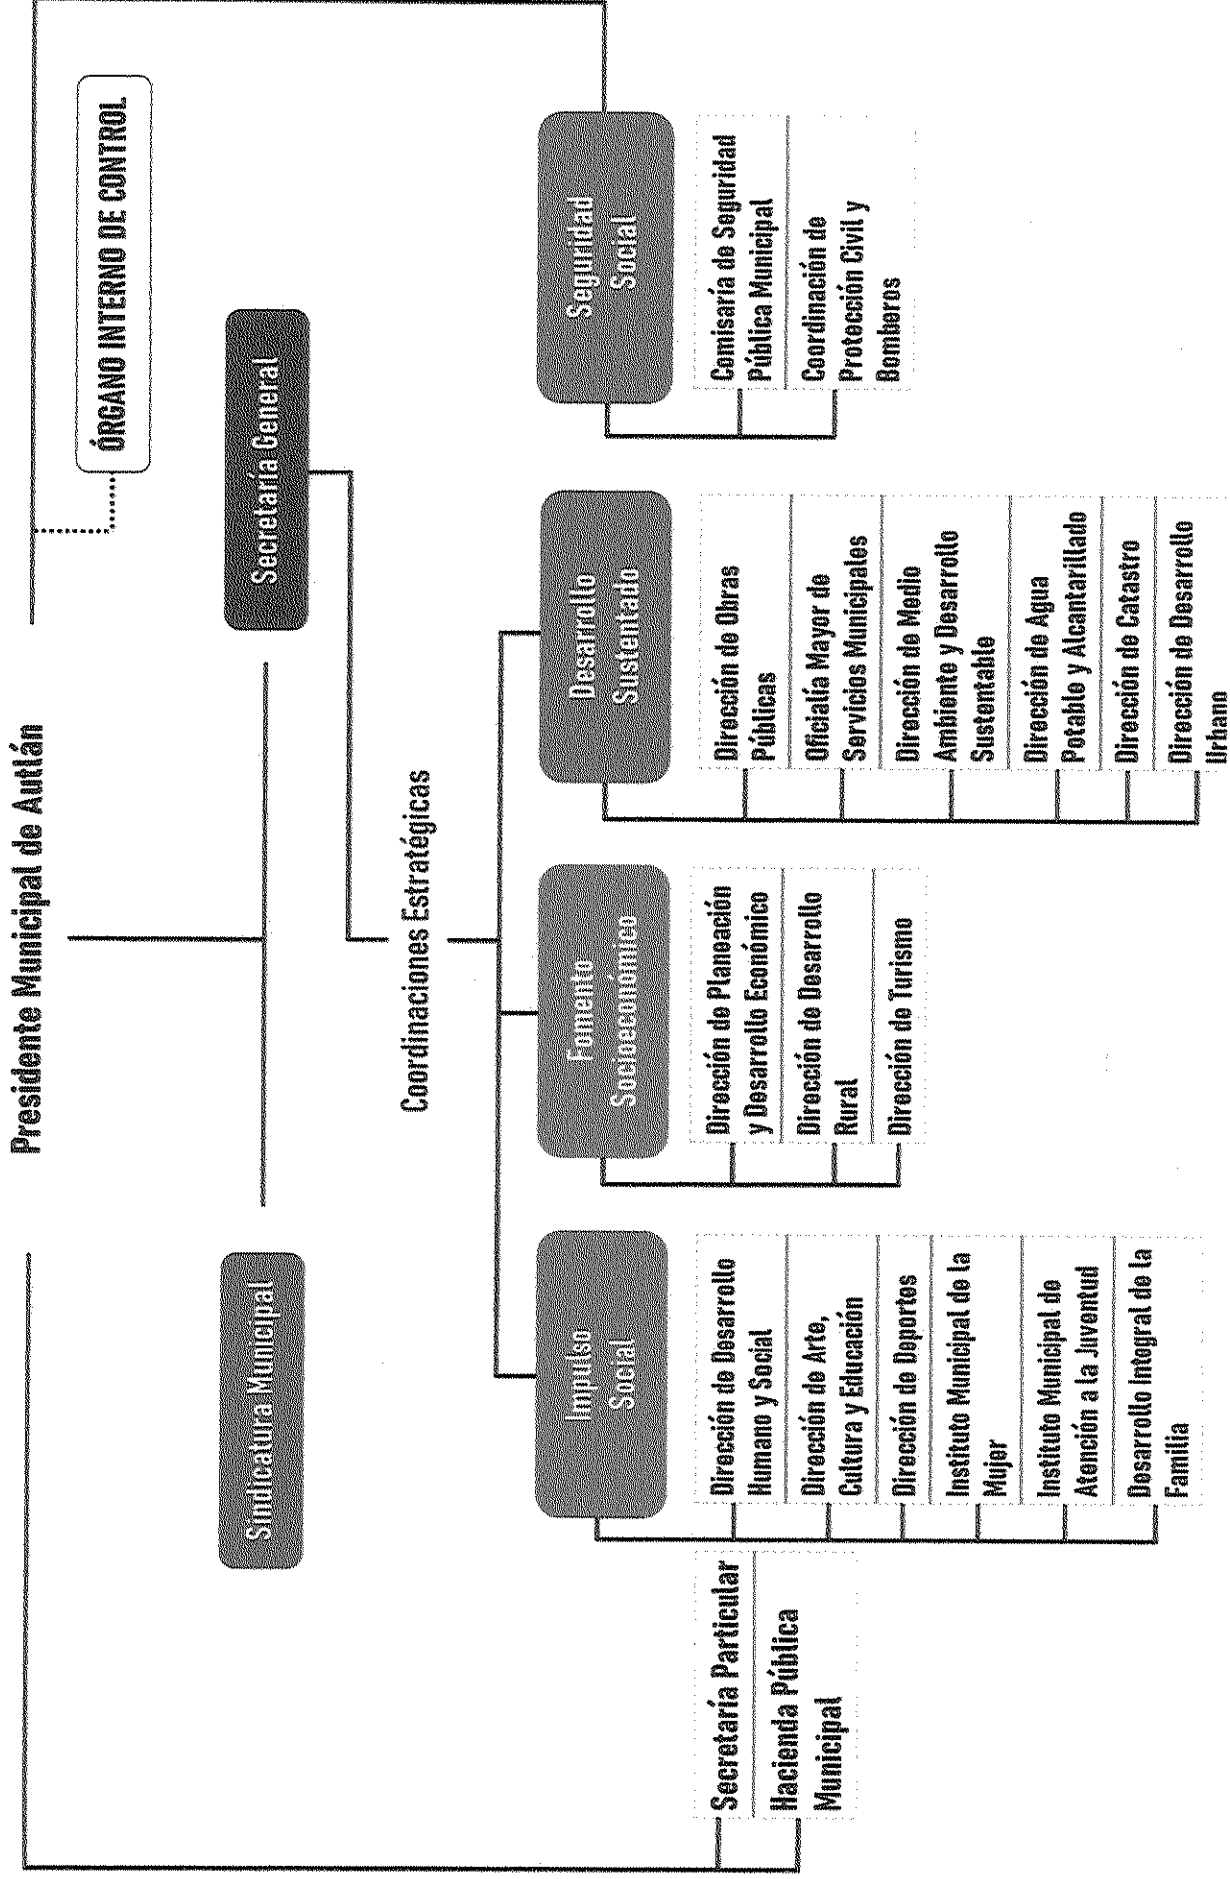 Presidente Municipal de Autlán
ÓRGANO INTERNO DE CONTROL
Sindicatura Municipal
Secretaría General
Coordinaciones Estratégicas
Secretaría Particular
Hacienda Pública
Municipal
Impulso
Social
Dirección de Desarrollo
Humano y Social
Dirección de Arte,
Cultura y Educación
Dirección de Deportes
Instituto Municipal de la
Mujer
Instituto Municipal de
Atención a la Juventud
Desarrollo Integral de la
Familia
Fomento
Socioeconómico
Dirección de Planeación
y Desarrollo Económico
Dirección de Desarrollo
Rural
Dirección de Turismo
Desarrollo
Sustentado
Dirección de Obras
Públicas
Oficialía Mayor de
Servicios Municipales
Dirección de Medio
Ambiente y Desarrollo
Sustentable
Dirección de Agua
Potable y Alcantarillado
Dirección de Catastro
Dirección de Desarrollo
Urbano
Seguridad
Social
Comisaría de Seguridad
Pública Municipal
Coordinación de
Protección Civil y
Bomberos